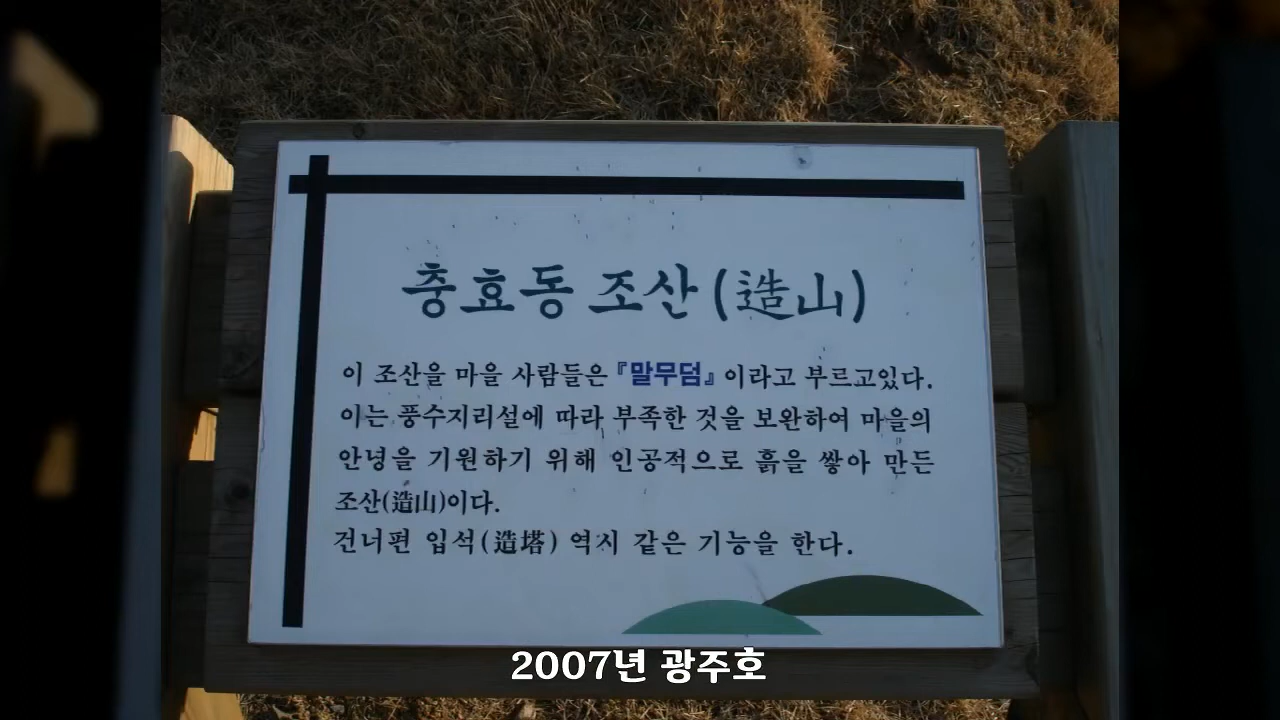 충효동 조산(造山)
이 조산을 마을 사람들은 『말무덤』이라고 부르고있다.
이는 풍수지리설에 따라 부족한 것을 보완하여 마을의
안녕을 기원하기 위해 인공적으로 흙을 쌓아 만든
조산(造山)이다.
건너편 입석(造塔) 역시 같은 기능을 한다.
2007년 광주호